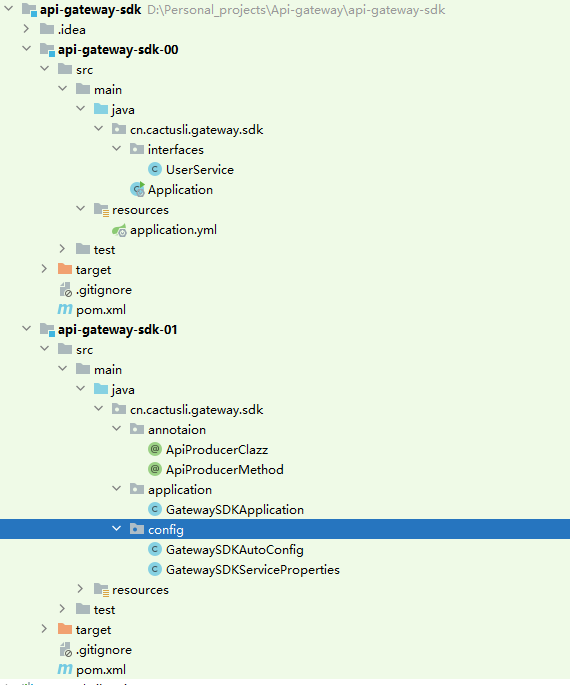 api-gateway-sdk D:\Personal_projects\Api-gateway\api-gateway-sdk
.idea
api-gateway-sdk-00
src
main
java
cn.cactusli.gateway.sdk
interfaces
UserService
Application
resources
application.yml
test
target
.gitignore
pom.xml
api-gateway-sdk-01
src
main
java
cn.cactusli.gateway.sdk
annotaion
ApiProducerClazz
ApiProducerMethod
application
GatewaySDKApplication
config
GatewaySDKAutoConfig
GatewaySDKServiceProperties
resources
test
target
.gitignore
pom.xml